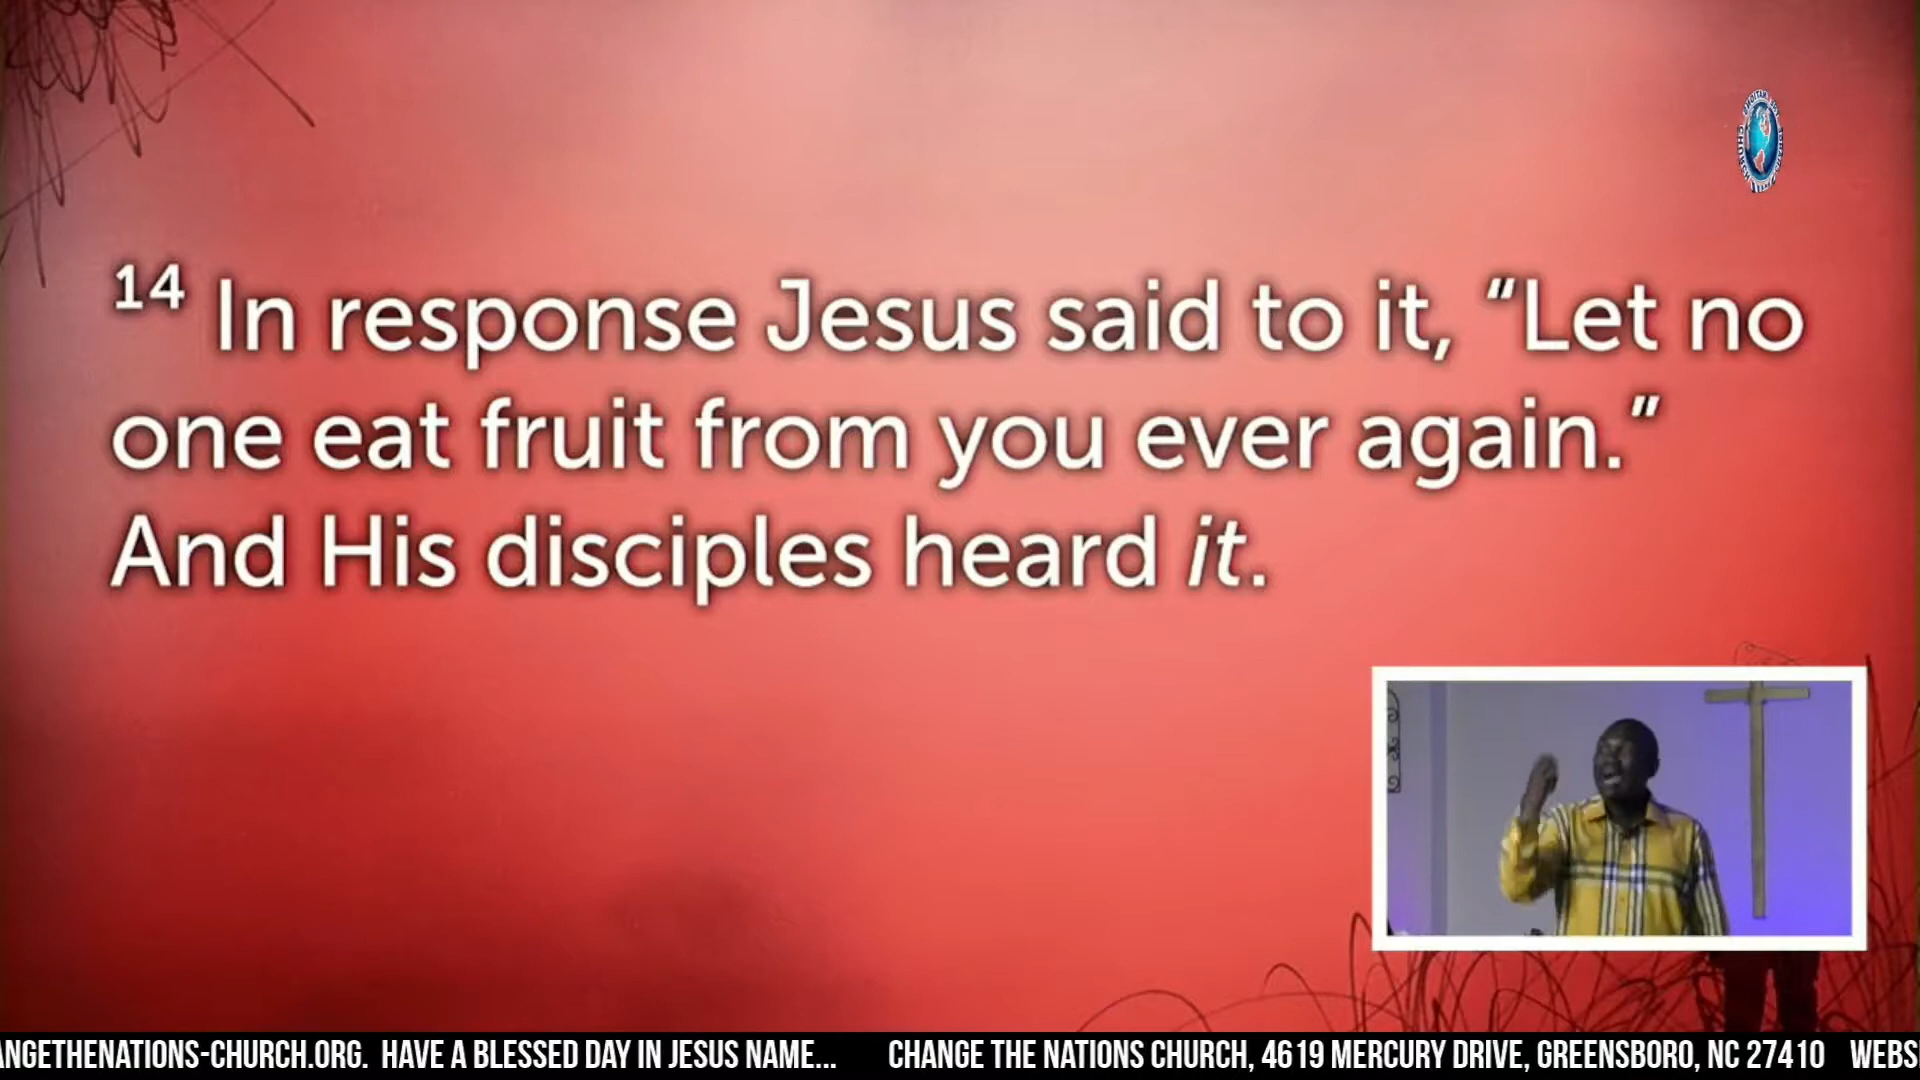 14 In response Jesus said to it, “Let no
one eat fruit from you ever again.”
And His disciples heard it.
ANGETHENATIONS-CHURCH.ORG. HAVE A BLESSED DAY IN JESUS NAME... CHANGE THE NATIONS CHURCH, 4619 MERCURY DRIVE, GREENSBORO, NC 27410 WEBS